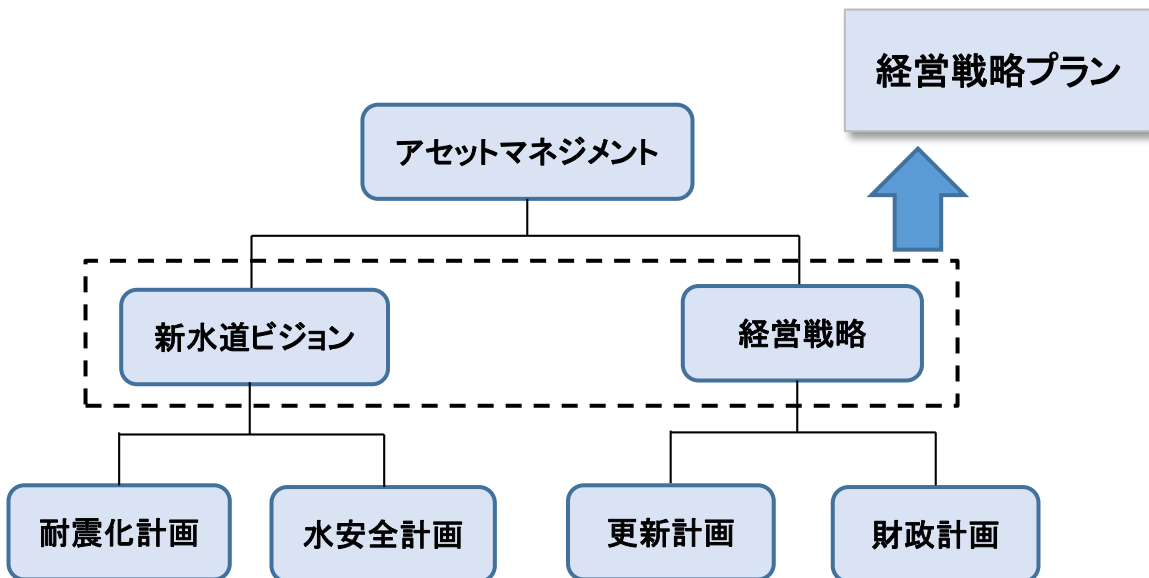 経営戦略プラン
アセットマネジメント
新水道ビジョン
経営戦略
耐震化計画
水安全計画
更新計画
財政計画